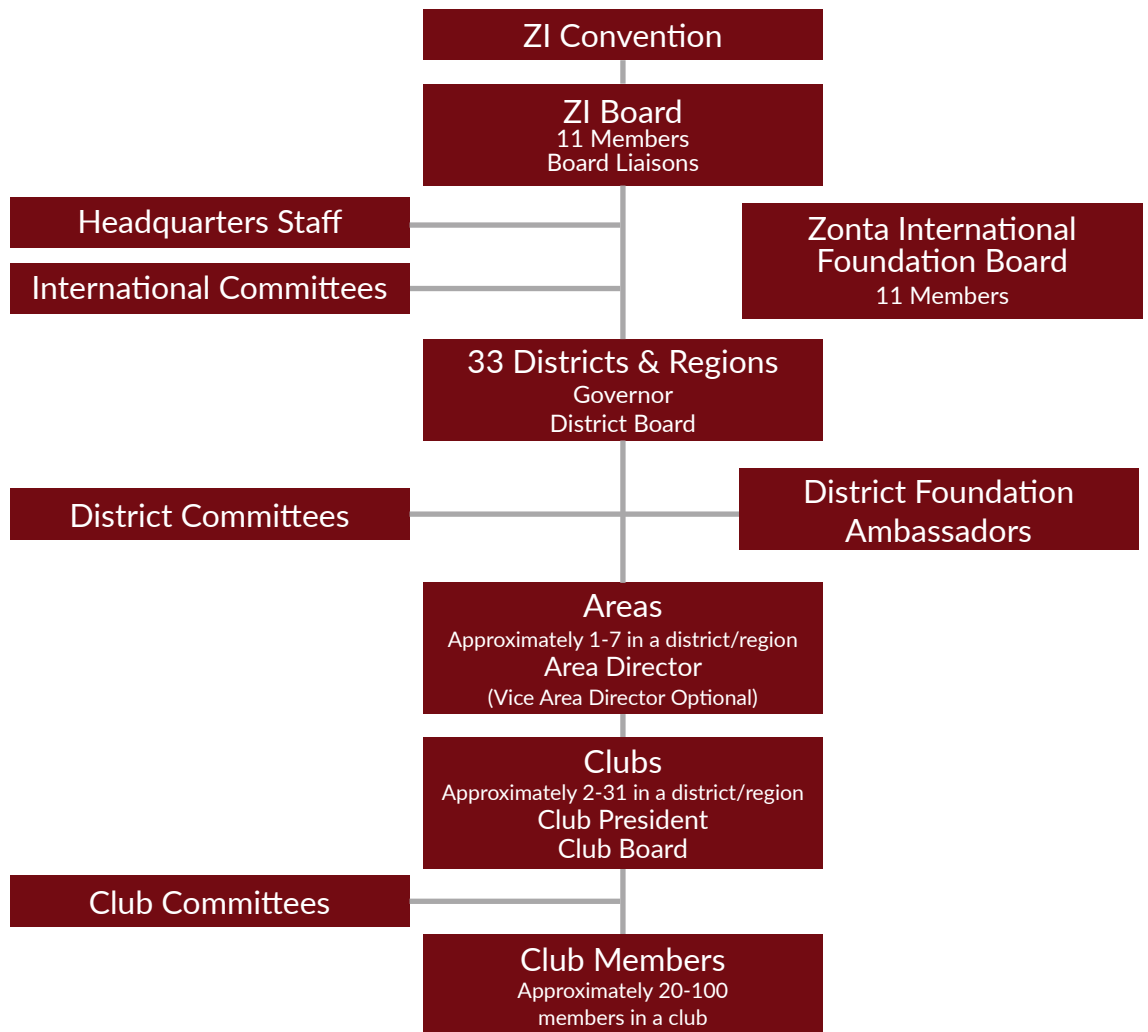 ZI Convention
ZI Board
11 Members
Board Liaisons
Headquarters Staff
International Committees
Zonta International
Foundation Board
11 Members
33 Districts & Regions
Governor
District Board
District Committees
District Foundation
Ambassadors
Areas
Approximately 1-7 in a district/region
Area Director
(Vice Area Director Optional)
Clubs
Approximately 2-31 in a district/region
Club President
Club Board
Club Committees
Club Members
Approximately 20-100
members in a club